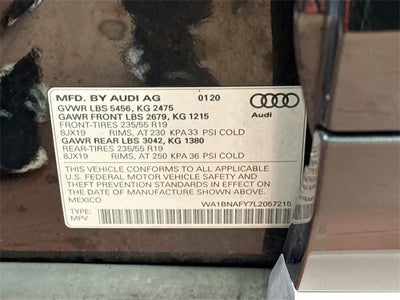 MFD. BY AUDI AG 0120
GVWR LBS 5456, KG 2475
GAWR FRONT LBS 2679, KG 1215
FRONT-TIRES 235/55 R19
8JX19 RIMS, AT 230 KPA 33 PSI COLD
GAWR REAR LBS 3042, KG 1380
REAR-TIRES 235/55 R19
8JX19 RIMS, AT 250 KPA 36 PSI COLD
Audi
THIS VEHICLE CONFORMS TO ALL APPLICABLE
U.S. FEDERAL MOTOR VEHICLE SAFETY AND
THEFT PREVENTION STANDARDS IN EFFECT ON
THE DATE OF MANUFACTURE SHOWN ABOVE.
MEXICO
TYPE: WA1BNAFY7L2057215
MPV